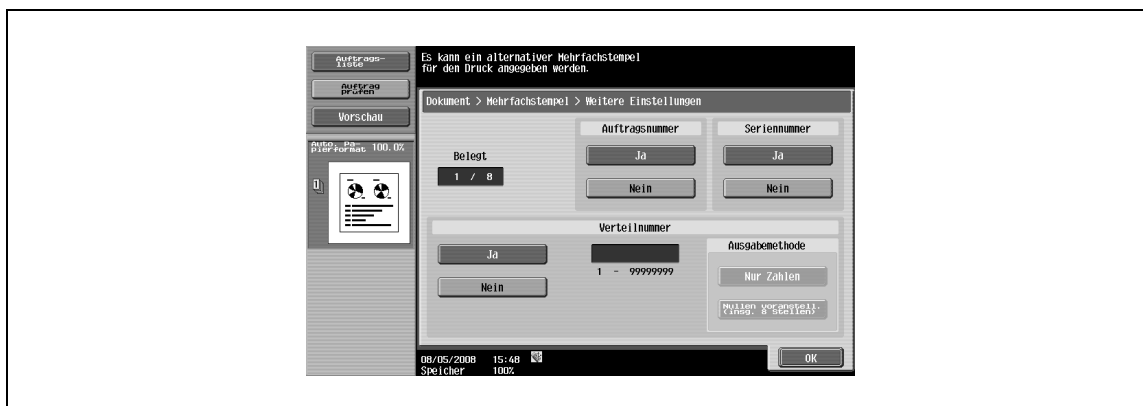 Auftrags-
liste
Auftrag
prüfen
Vorschau
Auto. Pa-
pierformat 100.0%
1
Es kann ein alternativer Mehrfachstempel
für den Druck angegeben werden.
Dokument > Mehrfachstempel > Weitere Einstellungen
Belegt
1 / 8
Auftragsnummer
Ja
Nein
Seriennummer
Ja
Nein
Verteilnummer
Ja
Nein
1 - 99999999
Ausgabemethode
Nur Zahlen
Nullen voranstell.
(insg. 8 Stellen)
08/05/2008 15:48
Speicher 100%
OK